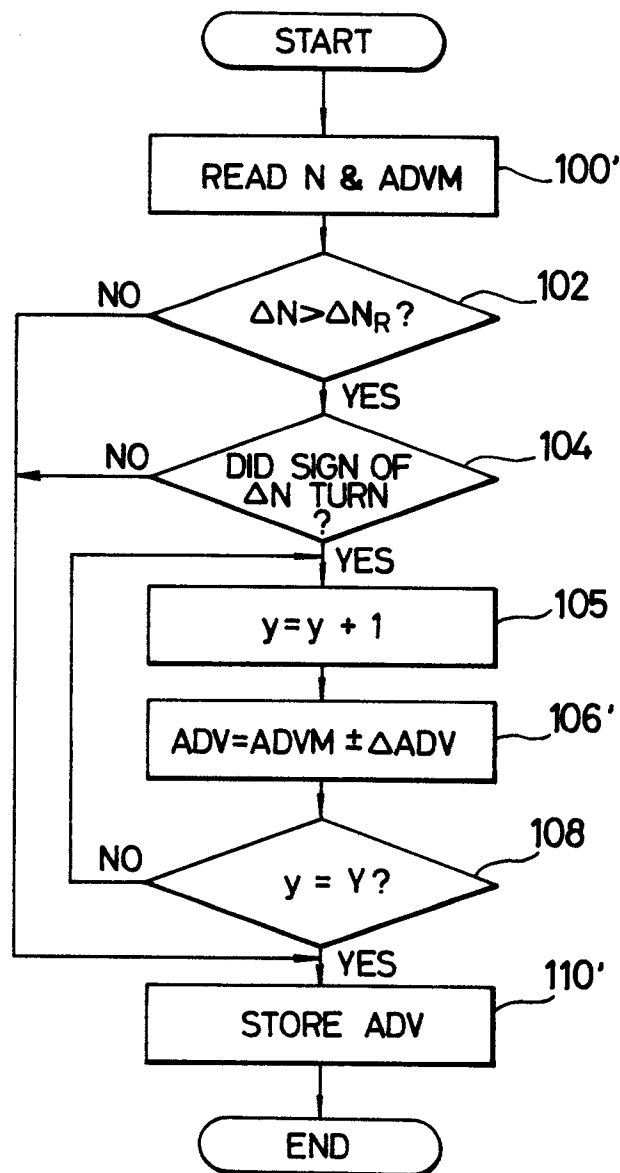 START
READ N & ADVM
100'
NO
ΔN>ΔN_R?
102
YES
NO
DID SIGN OF
ΔN TURN
?
104
YES
y=y + 1
105
ADV=ADVM ± ΔADV
106'
NO
y = Y?
108
YES
STORE ADV
110'
END